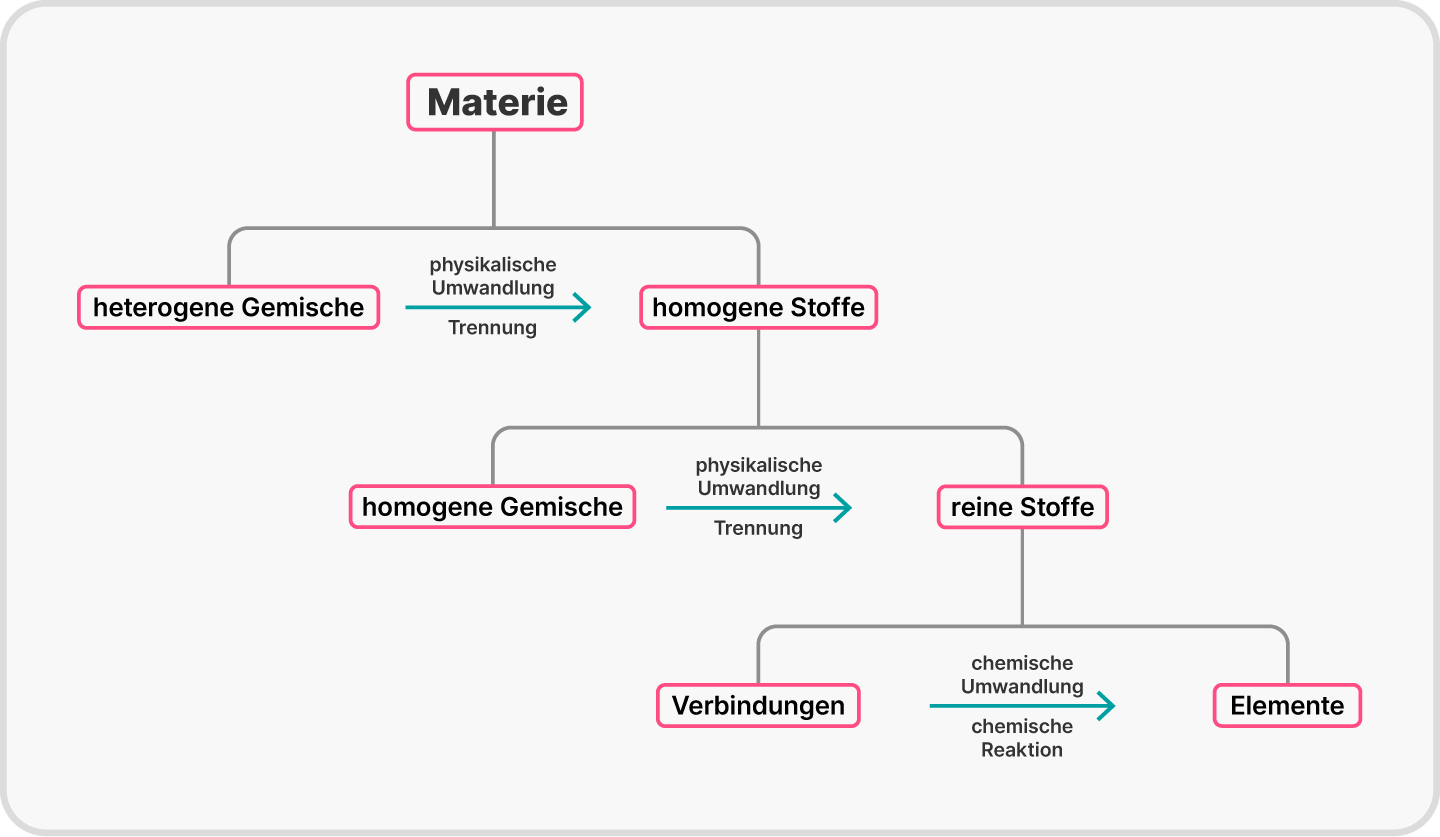 Materie
physikalische
Umwandlung
heterogene Gemische
homogene Stoffe
Trennung
physikalische
Umwandlung
homogene Gemische
reine Stoffe
Trennung
chemische
Umwandlung
Verbindungen
Elemente
chemische
Reaktion